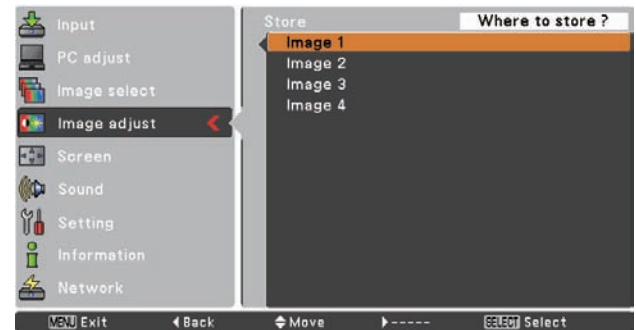 Input
PC adjust
Image select
Image adjust
Screen
Sound
Setting
Information
Network
Store
Where to store ?
Image 1
Image 2
Image 3
Image 4
MENU Exit ◀Back ◆Move ▶----- SELECT Select